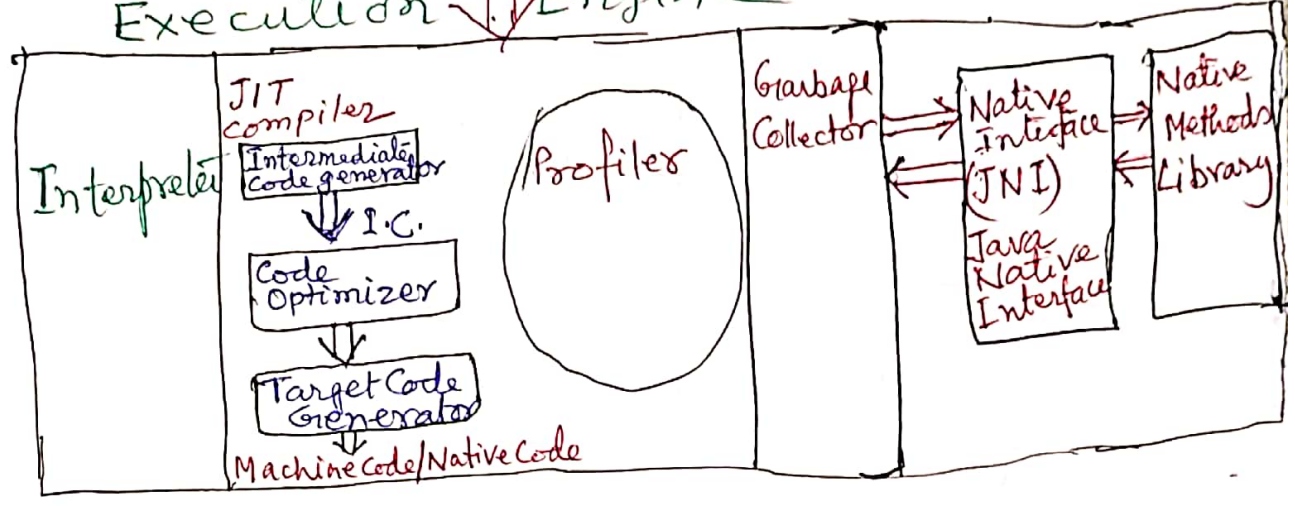 Execution
Interpreter
JIT
compiler
Intermediate
code generator
I.C.
Code
Optimizer
Target Code
Generator
Machine Code/Native Code
Profiler
Garbage
Collector
Native
Interface
(JNI)
Java
Native
Interface
Native
Methods
Library